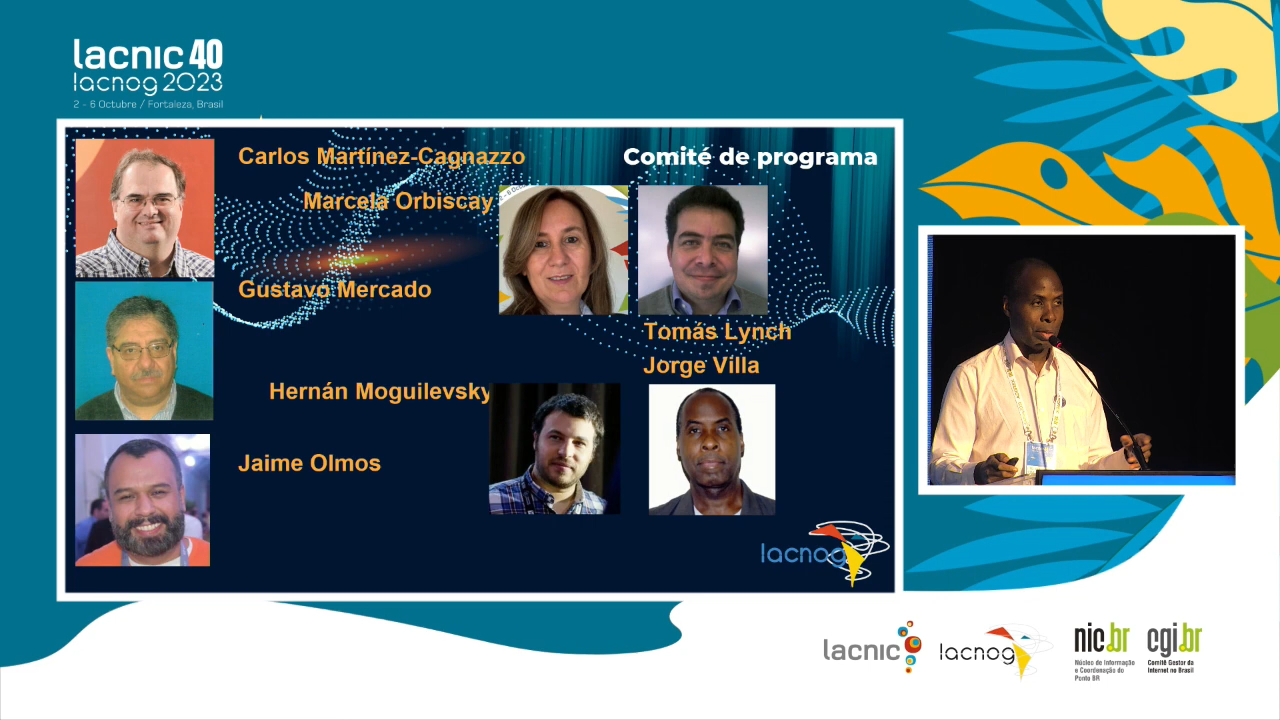 lacnic 40
lacnog 2023
2 - 6 Octubre / Fortaleza, Brasil
Comité de programa
Carlos Martínez-Cagnazzo
Marcela Orbiscay
Gustavo Mercado
Tomás Lynch
Jorge Villa
Hernán Moguilevsky
Jaime Olmos
lacnog
lacnic
lacnog
nic.br
Núcleo de Informação
e Coordenação do
Ponto BR
cgi.br
Comitê Gestor da
Internet no Brasil